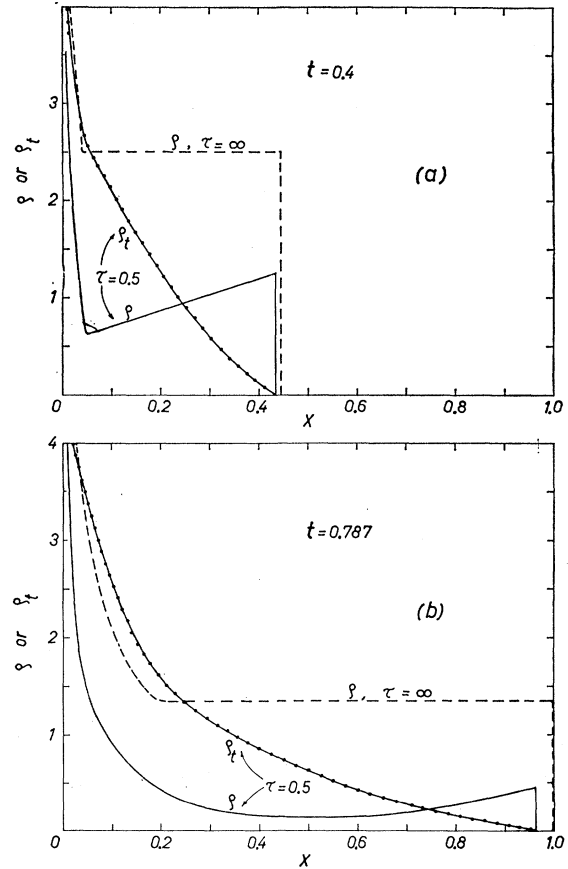 t = 0.4
3
ρ, τ = ∞
(a)
ρ or ρt
2
ρt
τ = 0.5
1
ρ
0 0.2 0.4 0.6 0.8 1.0
X
4
t = 0.787
3
(b)
ρ or ρt
2
ρ, τ = ∞
1
ρt
τ = 0.5
ρ
0 0.2 0.4 0.6 0.8 1.0
X